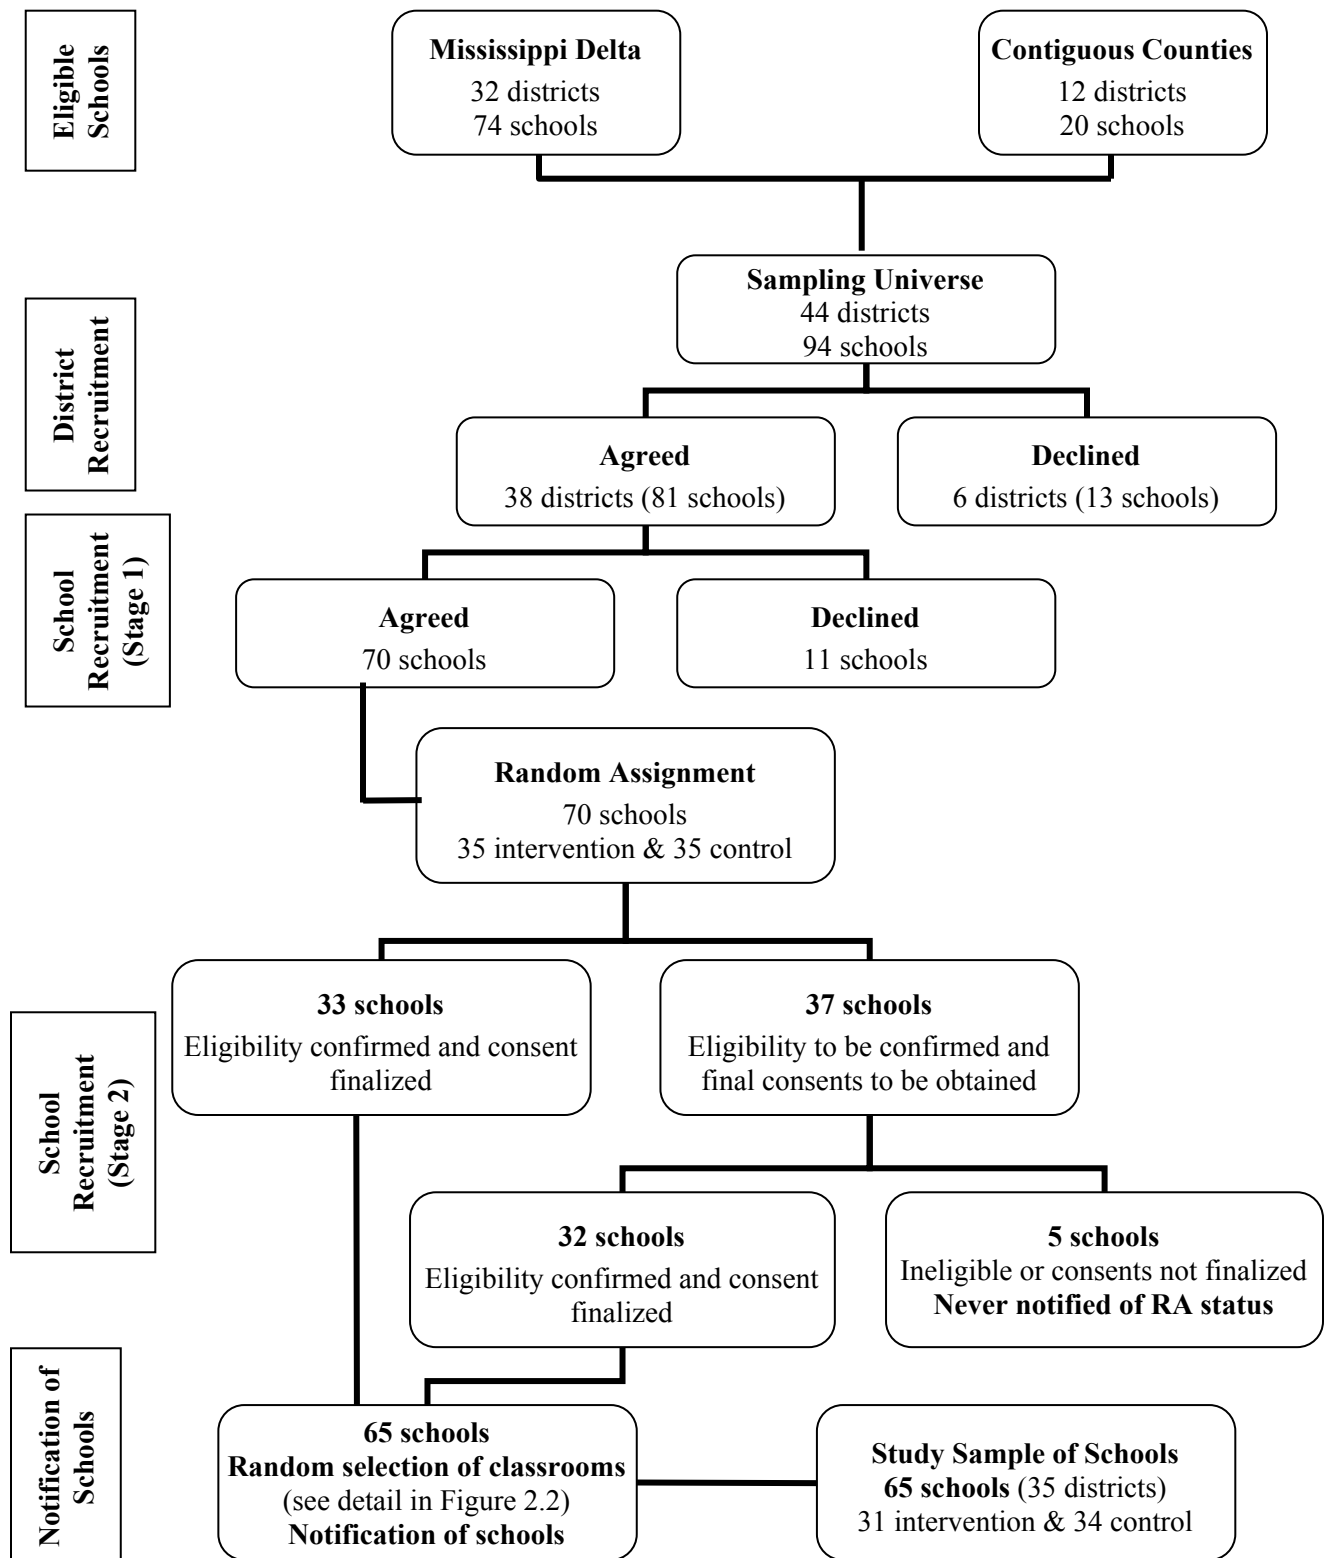 Eligible
Schools
Mississippi Delta
32 districts
74 schools
Contiguous Counties
12 districts
20 schools
District
Recruitment
Sampling Universe
44 districts
94 schools
Agreed
38 districts (81 schools)
Declined
6 districts (13 schools)
School
Recruitment
(Stage 1)
Agreed
70 schools
Declined
11 schools
Random Assignment
70 schools
35 intervention & 35 control
School
Recruitment
(Stage 2)
33 schools
Eligibility confirmed and consent
finalized
37 schools
Eligibility to be confirmed and
final consents to be obtained
32 schools
Eligibility confirmed and consent
finalized
5 schools
Ineligible or consents not finalized
Never notified of RA status
Notification of
Schools
65 schools
Random selection of classrooms
(see detail in Figure 2.2)
Notification of schools
Study Sample of Schools
65 schools (35 districts)
31 intervention & 34 control